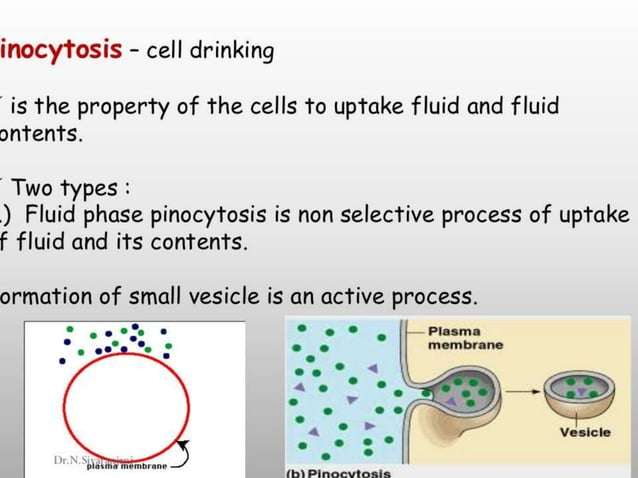 inocytosis – cell drinking
is the property of the cells to uptake fluid and fluid
ontents.
Two types :
) Fluid phase pinocytosis is non selective process of uptake
f fluid and its contents.
ormation of small vesicle is an active process.
Plasma
membrane
Vesicle
plasma membrane
(b) Pinocytosis